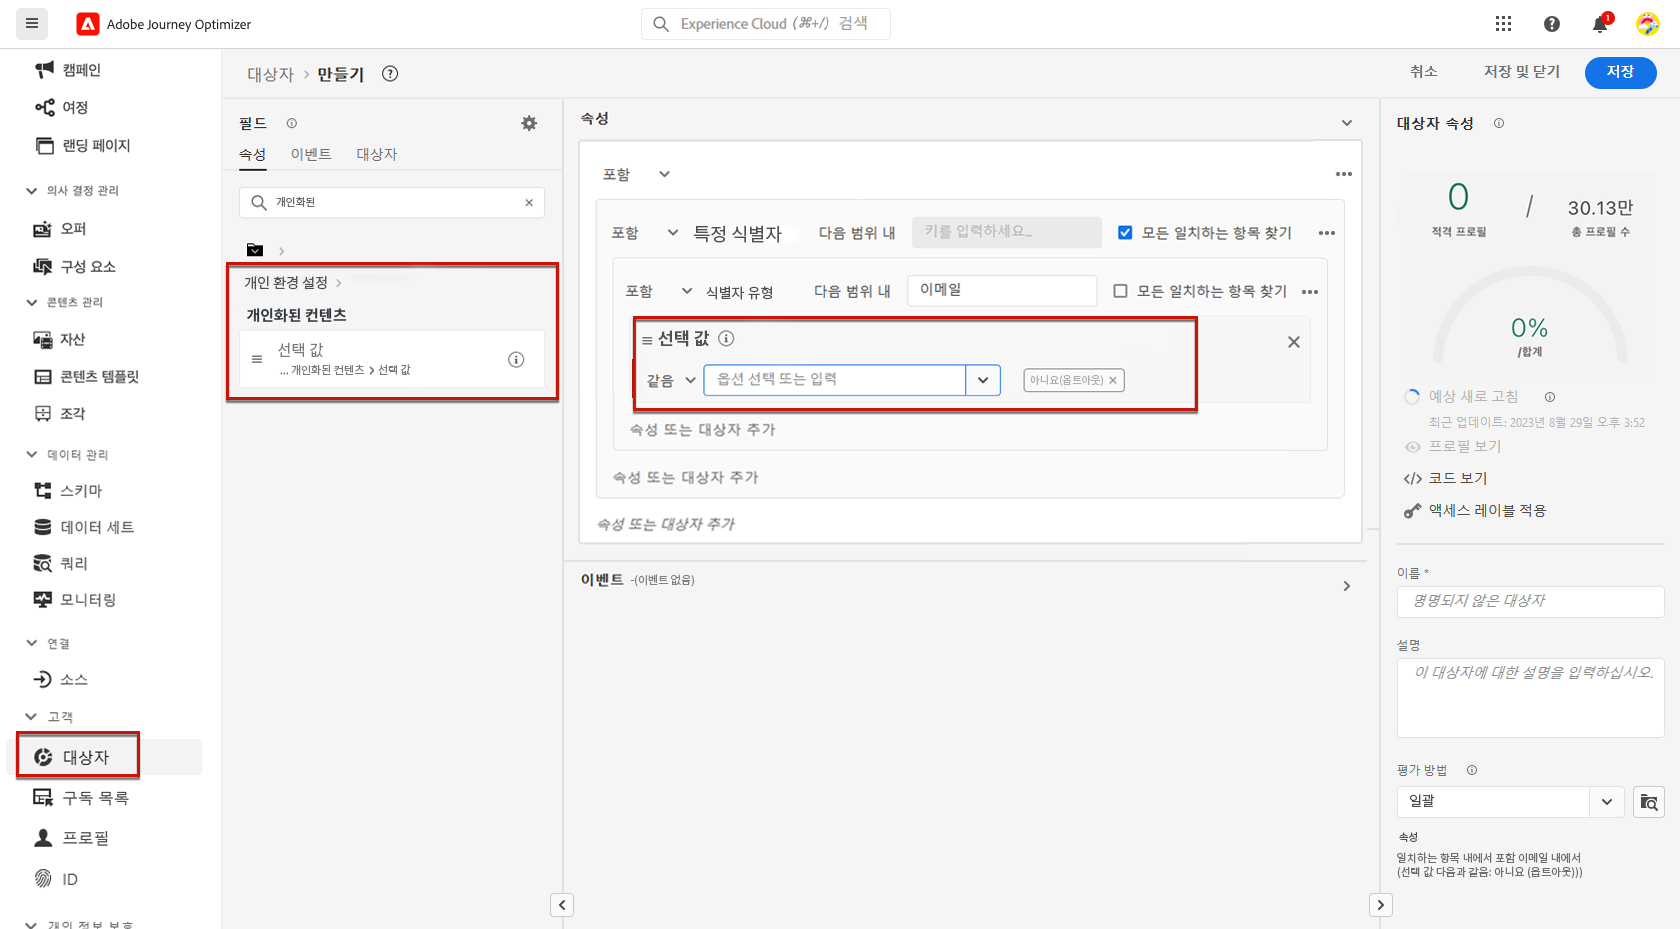 Adobe Journey Optimizer
Experience Cloud (⌘+/) 검색
1
캠페인
여정
랜딩 페이지
의사 결정 관리
오퍼
구성 요소
콘텐츠 관리
자산
콘텐츠 템플릿
조각
데이터 관리
스키마
데이터 세트
쿼리
모니터링
연결
소스
고객
대상자
구독 목록
프로필
ID
개인 정보 보호
대상자 › 만들기
취소
저장 및 닫기
저장
필드
속성 이벤트 대상자
개인화된
개인 환경 설정 ›
개인화된 컨텐츠
선택 값
... 개인화된 컨텐츠 › 선택 값
속성
포함
포함 특정 식별자 다음 범위 내 키를 입력하세요... 모든 일치하는 항목 찾기
포함 식별자 유형 다음 범위 내 이메일 모든 일치하는 항목 찾기
선택 값
같음 옵션 선택 또는 입력 아니요(옵트아웃)
속성 또는 대상자 추가
속성 또는 대상자 추가
속성 또는 대상자 추가
이벤트 -(이벤트 없음)
대상자 속성
0 / 30.13만
적격 프로필 총 프로필 수
0%
/합계
예상 새로 고침
최근 업데이트: 2023년 8월 29일 오후 3:52
프로필 보기
</> 코드 보기
액세스 레이블 적용
이름 *
명명되지 않은 대상자
설명
이 대상자에 대한 설명을 입력하십시오.
평가 방법
일괄
속성
일치하는 항목 내에서 포함 이메일 내에서
(선택 값 다음과 같음: 아니요 (옵트아웃)))